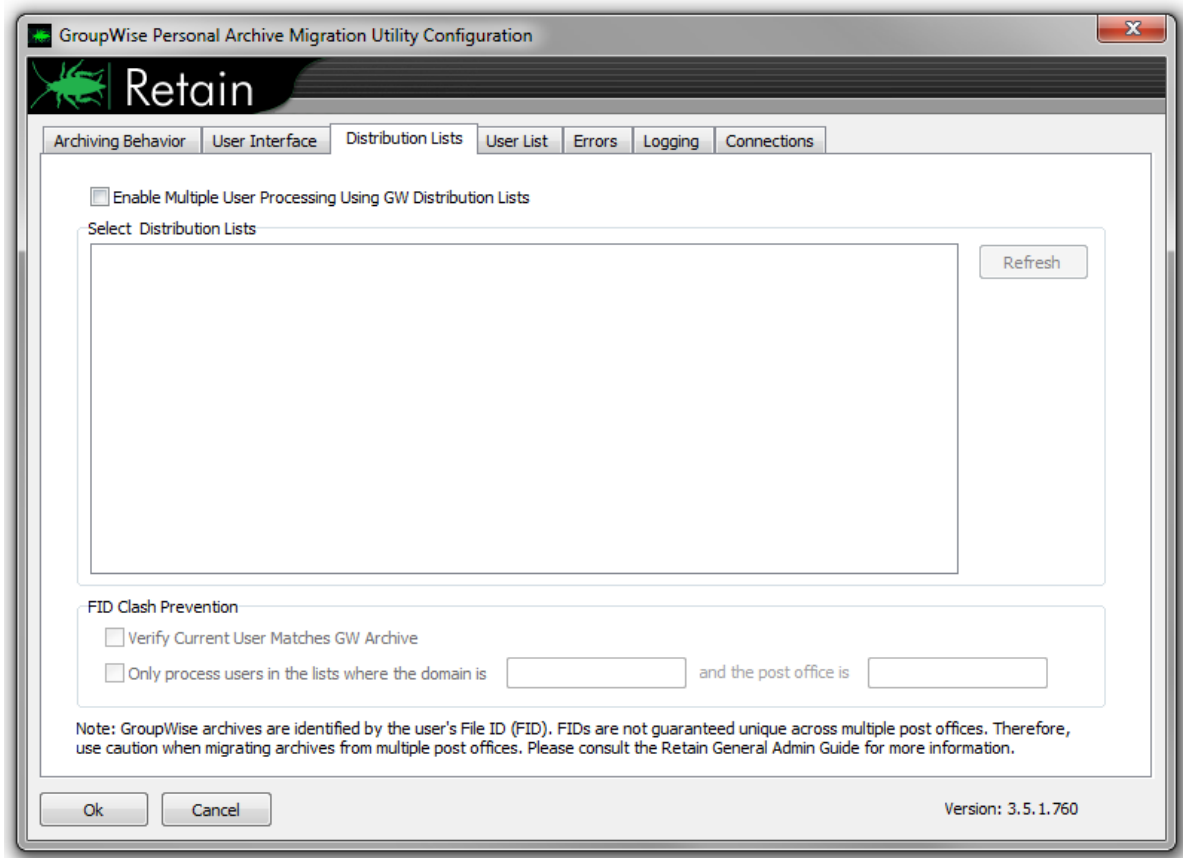 GroupWise Personal Archive Migration Utility Configuration
Retain
Archiving Behavior User Interface Distribution Lists User List Errors Logging Connections
Enable Multiple User Processing Using GW Distribution Lists
Select Distribution Lists
Refresh
FID Clash Prevention
Verify Current User Matches GW Archive
Only process users in the lists where the domain is and the post office is
Note: GroupWise archives are identified by the user's File ID (FID). FIDs are not guaranteed unique across multiple post offices. Therefore,
use caution when migrating archives from multiple post offices. Please consult the Retain General Admin Guide for more information.
Ok Cancel Version: 3.5.1.760